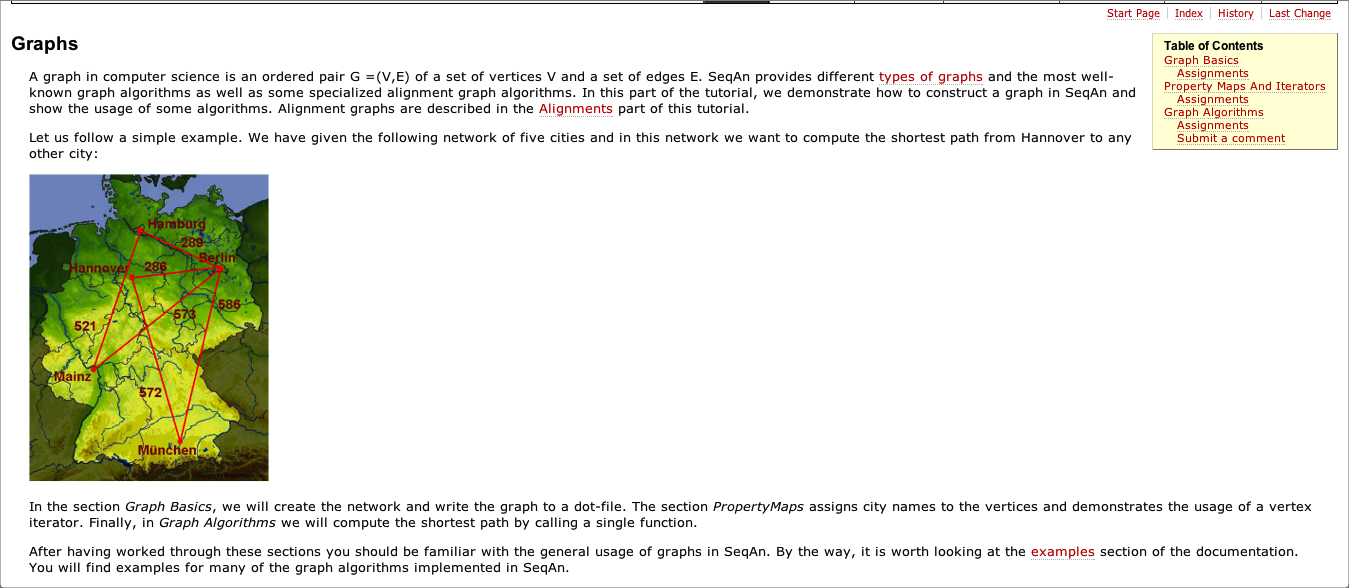 Start Page | Index | History | Last Change
Graphs
A graph in computer science is an ordered pair G =(V,E) of a set of vertices V and a set of edges E. SeqAn provides different types of graphs and the most well-
known graph algorithms as well as some specialized alignment graph algorithms. In this part of the tutorial, we demonstrate how to construct a graph in SeqAn and
show the usage of some algorithms. Alignment graphs are described in the Alignments part of this tutorial.
Let us follow a simple example. We have given the following network of five cities and in this network we want to compute the shortest path from Hannover to any
other city:
Table of Contents
Graph Basics
Assignments
Property Maps And Iterators
Assignments
Graph Algorithms
Assignments
Submit a comment
Hamburg
289
Berlin
Hannover 286
586
573
521
Mainz
572
München
In the section Graph Basics, we will create the network and write the graph to a dot-file. The section PropertyMaps assigns city names to the vertices and demonstrates the usage of a vertex
iterator. Finally, in Graph Algorithms we will compute the shortest path by calling a single function.
After having worked through these sections you should be familiar with the general usage of graphs in SeqAn. By the way, it is worth looking at the examples section of the documentation.
You will find examples for many of the graph algorithms implemented in SeqAn.